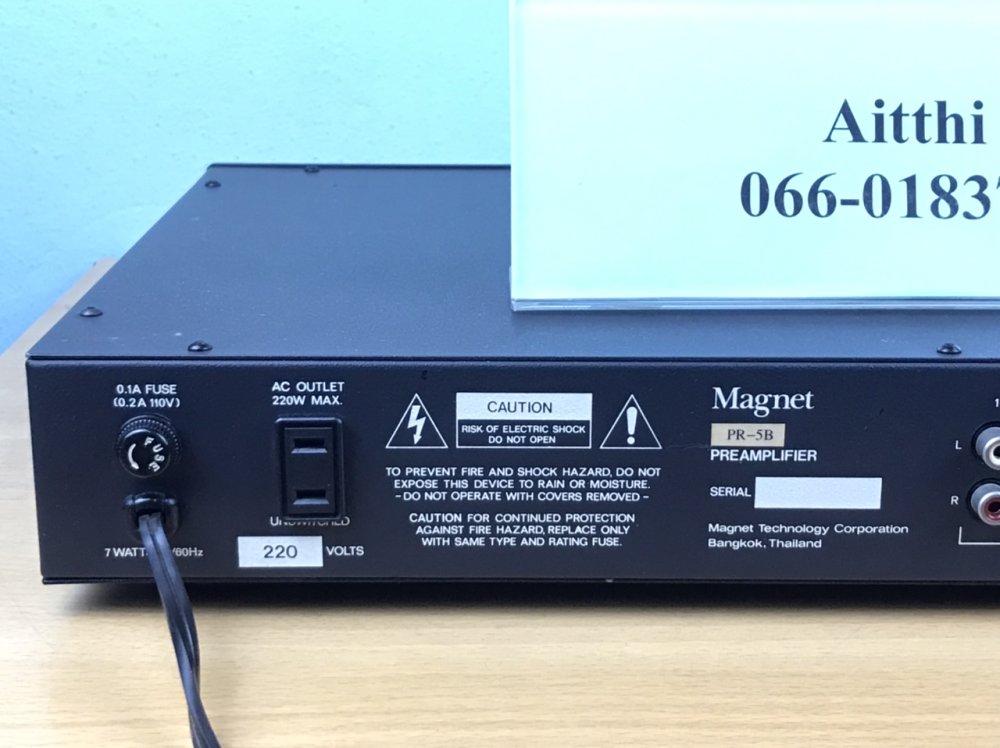 Aitthi
066-0183
0.1A FUSE
(0.2A 110V)
FUSE
7 WATT /60Hz
AC OUTLET
220W MAX.
UNSWITCHED
220 VOLTS
CAUTION
RISK OF ELECTRIC SHOCK
DO NOT OPEN
TO PREVENT FIRE AND SHOCK HAZARD, DO NOT
EXPOSE THIS DEVICE TO RAIN OR MOISTURE.
- DO NOT OPERATE WITH COVERS REMOVED -
CAUTION FOR CONTINUED PROTECTION
AGAINST FIRE HAZARD, REPLACE ONLY
WITH SAME TYPE AND RATING FUSE.
Magnet
PR-5B
PREAMPLIFIER
SERIAL
Magnet Technology Corporation
Bangkok, Thailand
1
L
R